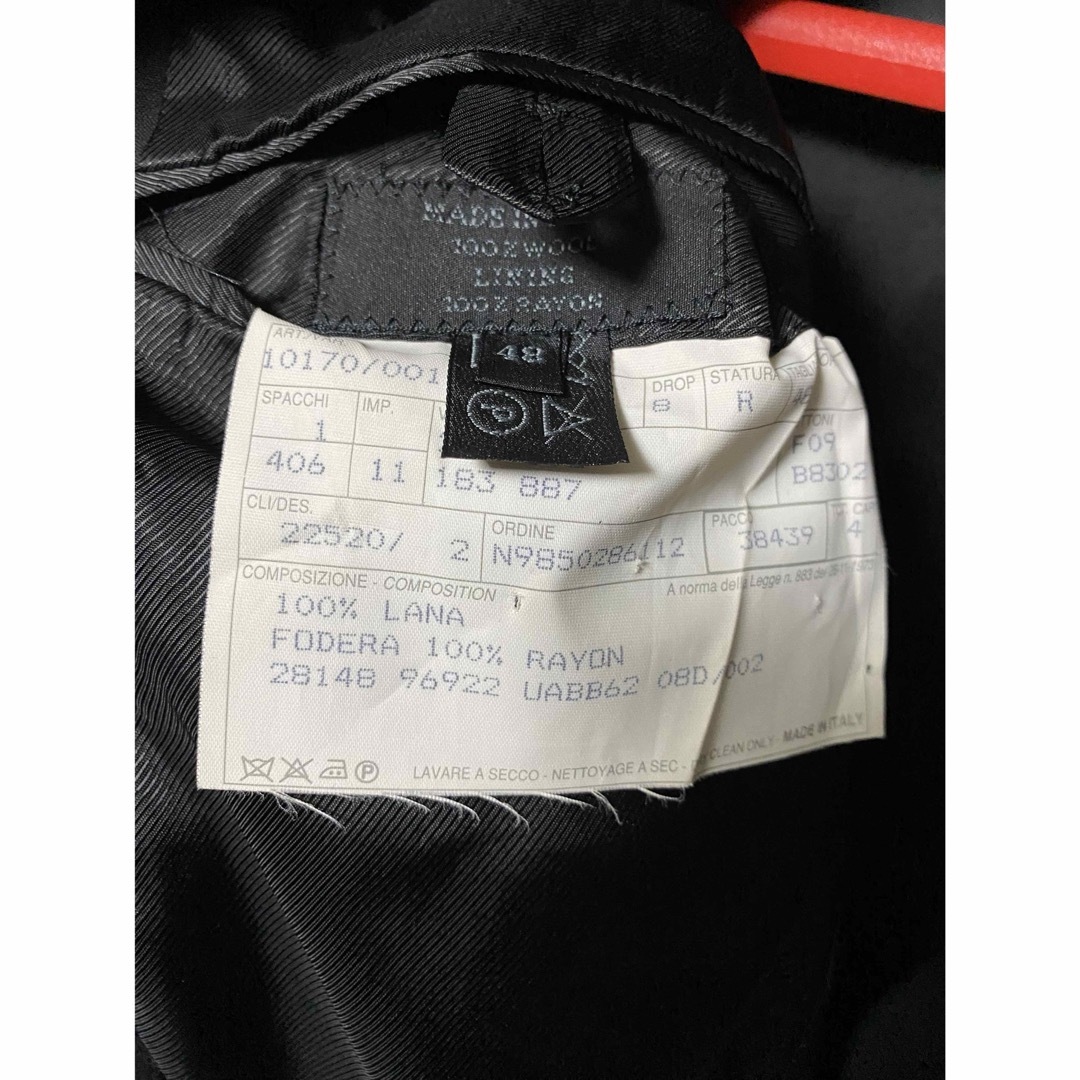 MADE IN
100% WOOL
LINING
100% RAYON
48
10170/001
DROP
8
STATURA
R
SPACCHI
1
IMP.
406
11
183 887
F09
B8302
CLI/DES.
22520/ 2
ORDINE
N9850286112
PACCO
38439
4
COMPOSIZIONE - COMPOSITION
A norma della Legge n. 883
100% LANA
FODERA 100% RAYON
28148 96922 UABB62 08D/002
LAVARE A SECCO - NETTOYAGE A SEC - CLEAN ONLY - MADE IN ITALY